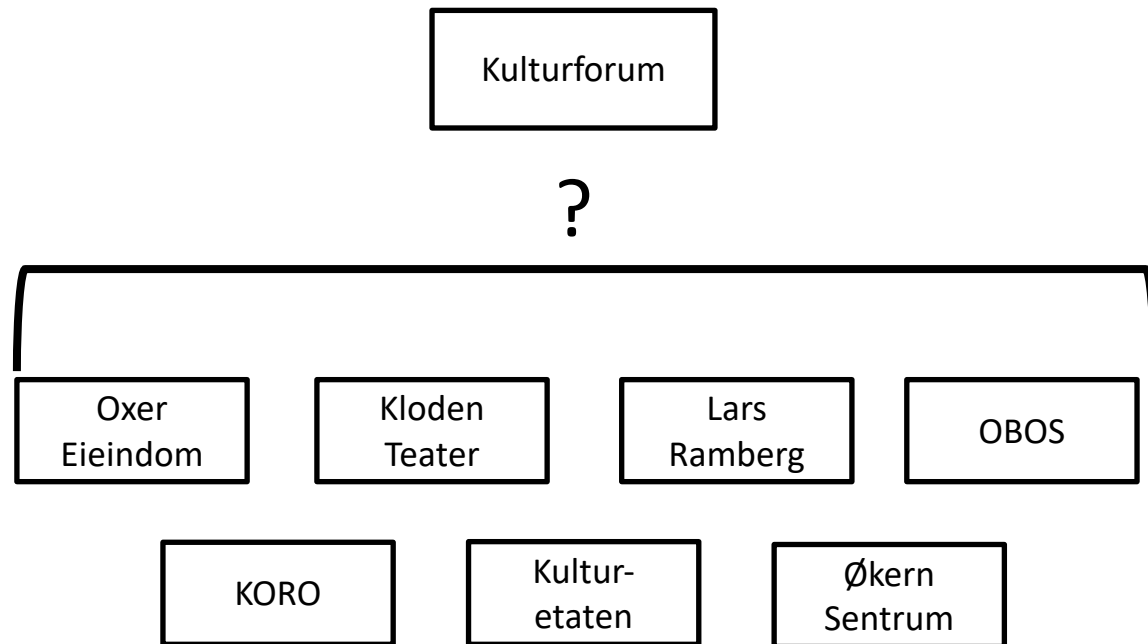 Kulturforum
?
Oxer
Eieindom
Kloden
Teater
Lars
Ramberg
OBOS
KORO
Kultur-
etaten
Økern
Sentrum